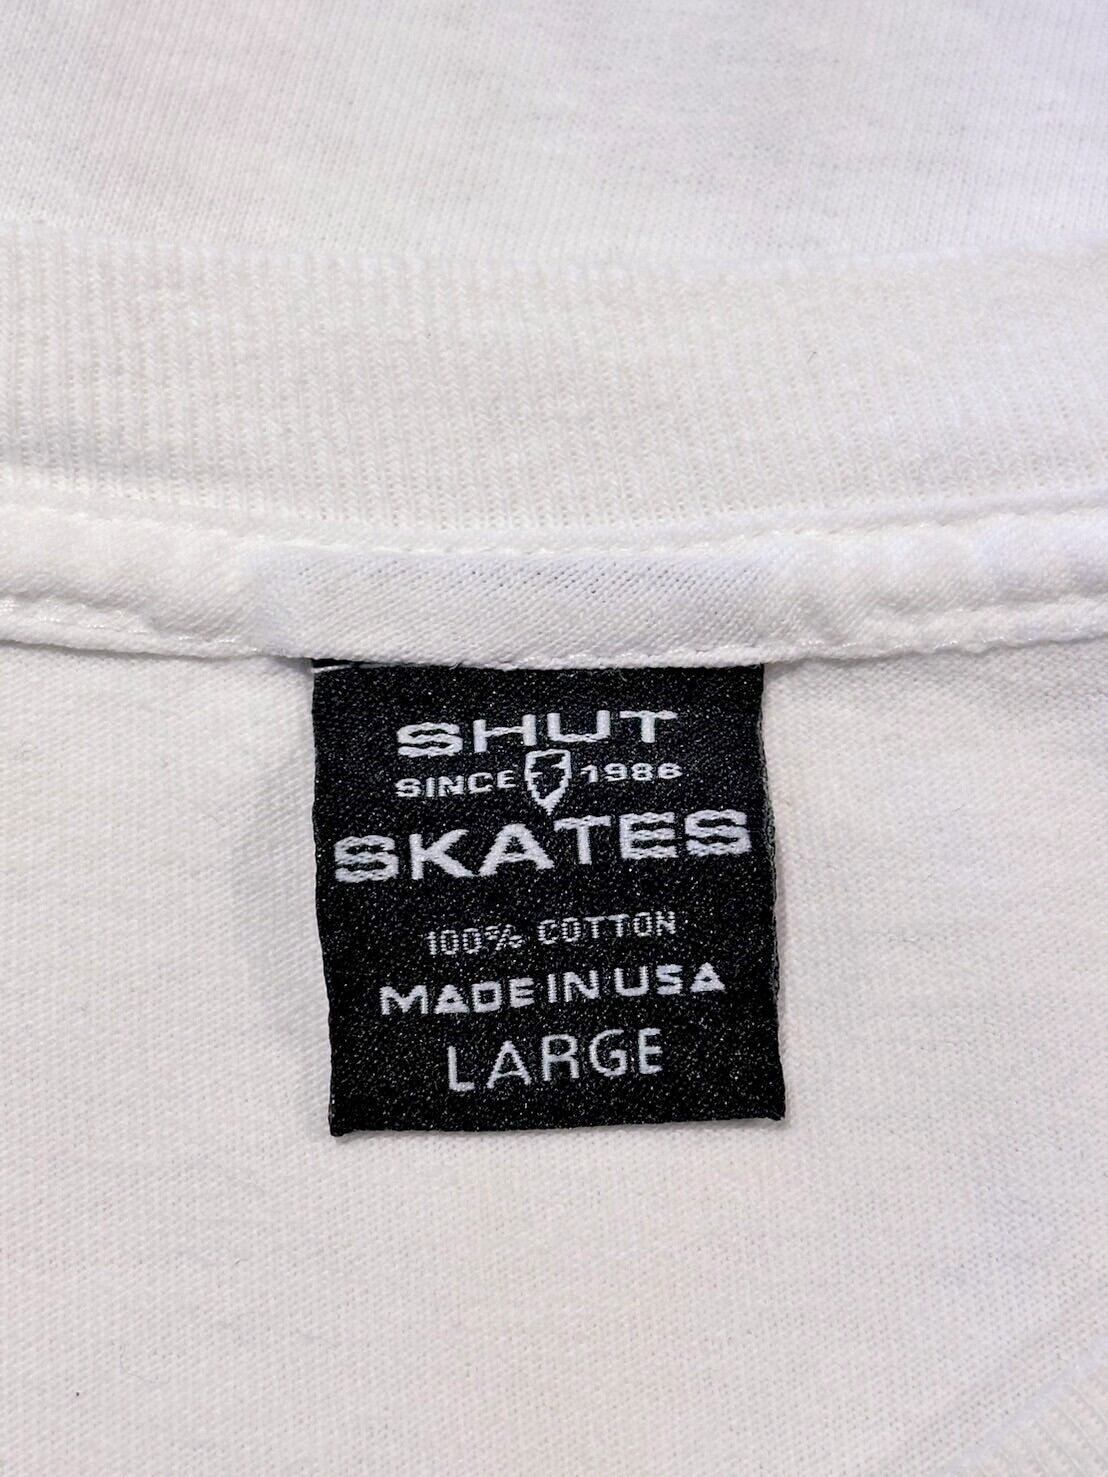 SHUT
SINCE 1986
SKATES
100% COTTON
MADE IN USA
LARGE